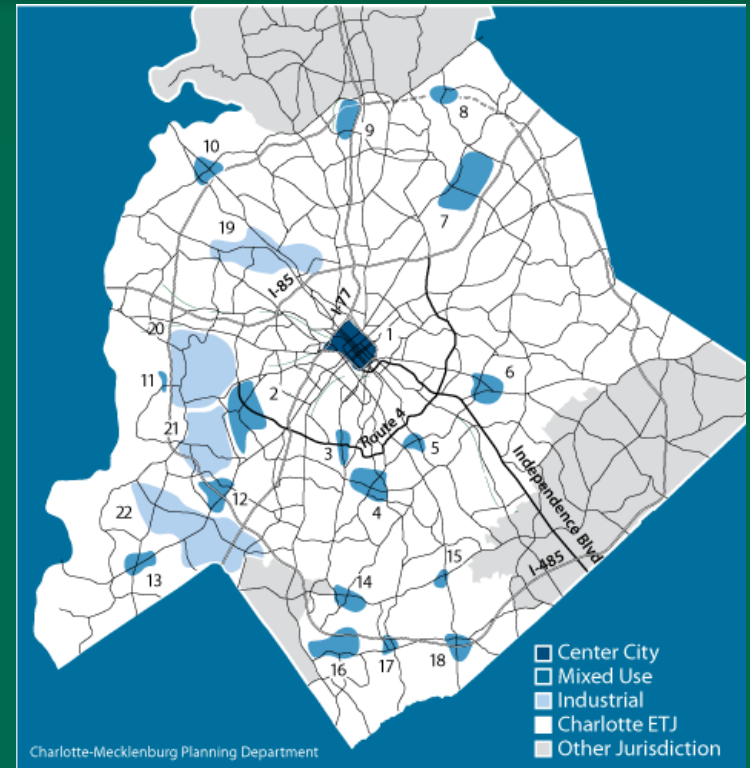 8
9
10
7
19
I-85
I-77
20
1
11
2
6
21
Route 4
3
5
Independence Blvd
12
4
22
15
I-485
13
14
16
17
18
Center City
Mixed Use
Industrial
Charlotte ETJ
Other Jurisdiction
Charlotte-Mecklenburg Planning Department